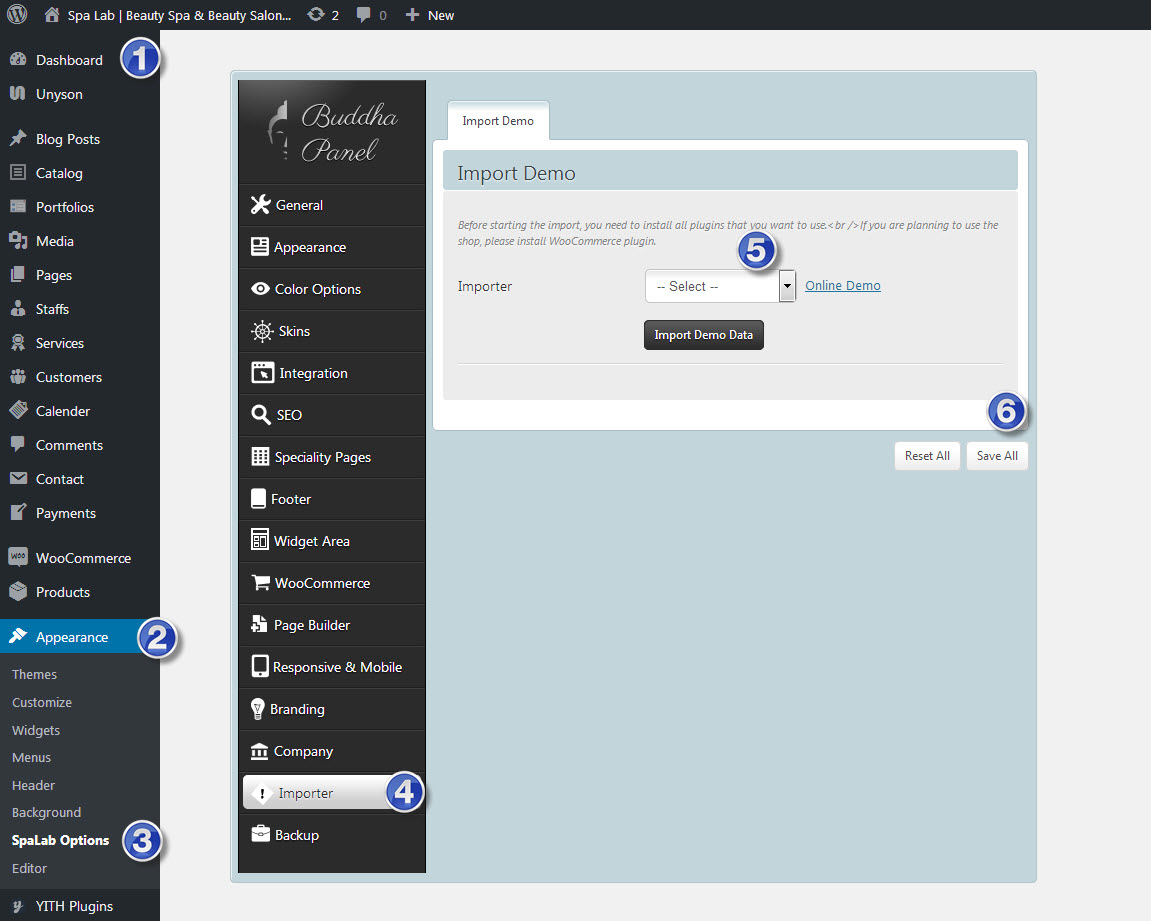 Spa Lab | Beauty Spa & Beauty Salon... 2 0 + New
Dashboard
1
Unyson
Blog Posts
Catalog
Portfolios
Media
Pages
Staffs
Services
Customers
Calender
Comments
Contact
Payments
WooCommerce
Products
Appearance
2
Themes
Customize
Widgets
Menus
Header
Background
SpaLab Options
3
Editor
YITH Plugins
Buddha
Panel
General
Appearance
Color Options
Skins
Integration
SEO
Speciality Pages
Footer
Widget Area
WooCommerce
Page Builder
Responsive & Mobile
Branding
Company
Importer
4
Backup
Import Demo
Import Demo
Before starting the import, you need to install all plugins that you want to use.<br />If you are planning to use the
shop, please install WooCommerce plugin.
5
Importer -- Select -- Online Demo
Import Demo Data
6
Reset All Save All